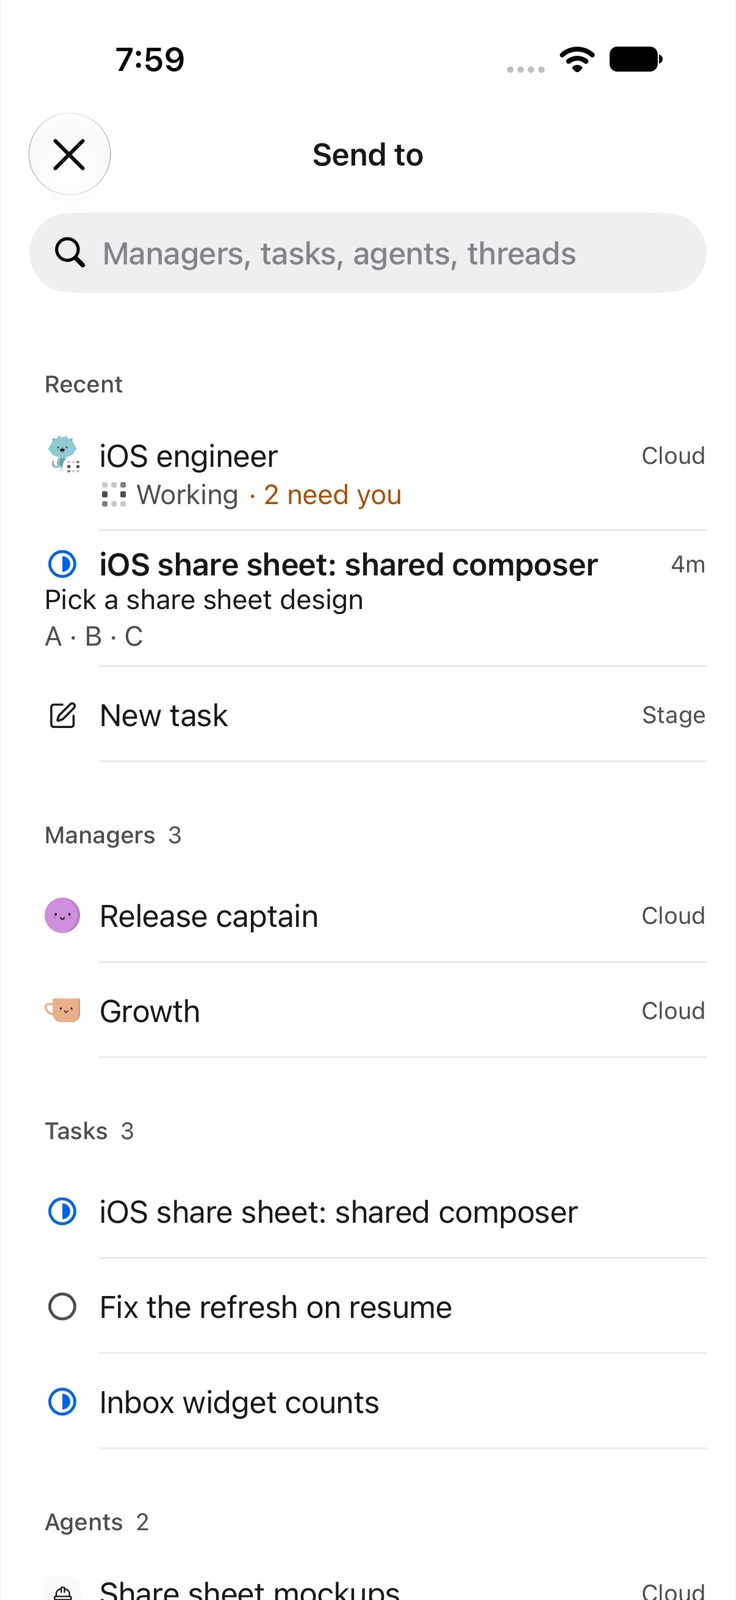 7:59
Send to
Managers, tasks, agents, threads
Recent
iOS engineer Cloud
Working · 2 need you
iOS share sheet: shared composer 4m
Pick a share sheet design
A · B · C
New task Stage
Managers 3
Release captain Cloud
Growth Cloud
Tasks 3
iOS share sheet: shared composer
Fix the refresh on resume
Inbox widget counts
Agents 2
Share sheet mockups Cloud